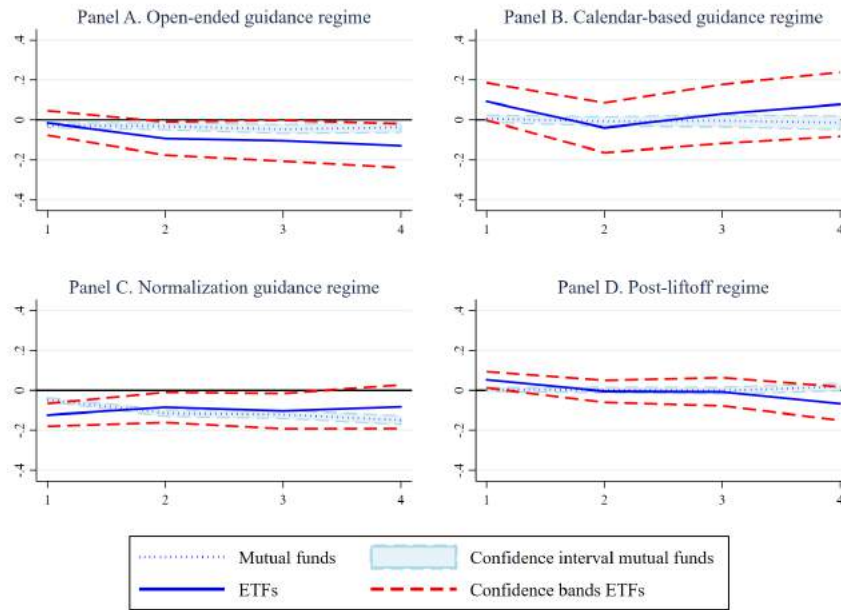 Panel A. Open-ended guidance regime
Panel B. Calendar-based guidance regime
.4
.2
0
-.2
-.4
1 2 3 4
.4
.2
0
-.2
-.4
1 2 3 4
Panel C. Normalization guidance regime
Panel D. Post-liftoff regime
.4
.2
0
-.2
-.4
1 2 3 4
.4
.2
0
-.2
-.4
1 2 3 4
Mutual funds
Confidence interval mutual funds
ETFs
Confidence bands ETFs